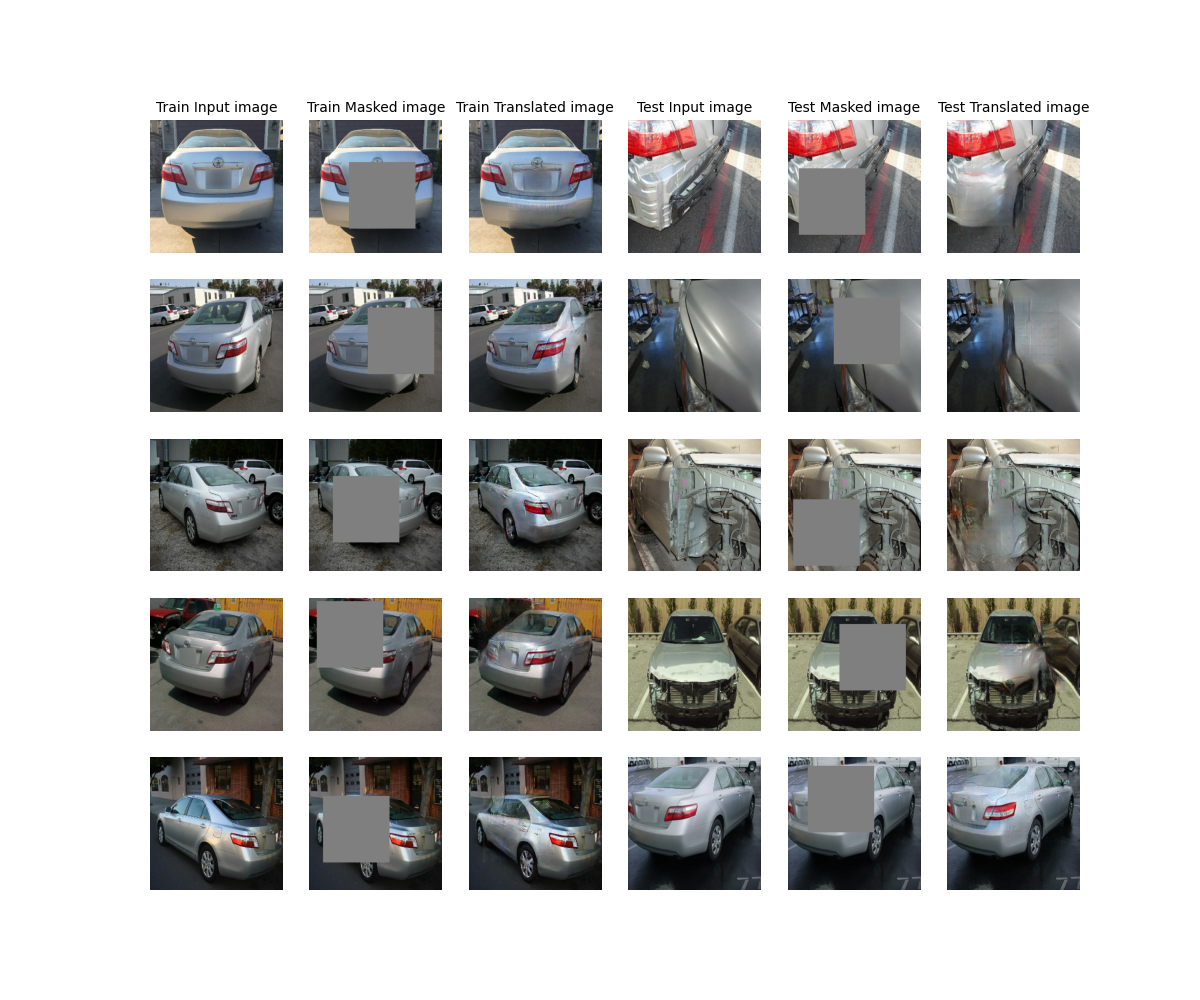 Train Input image
Train Masked image
Train Translated image
Test Input image
Test Masked image
Test Translated image